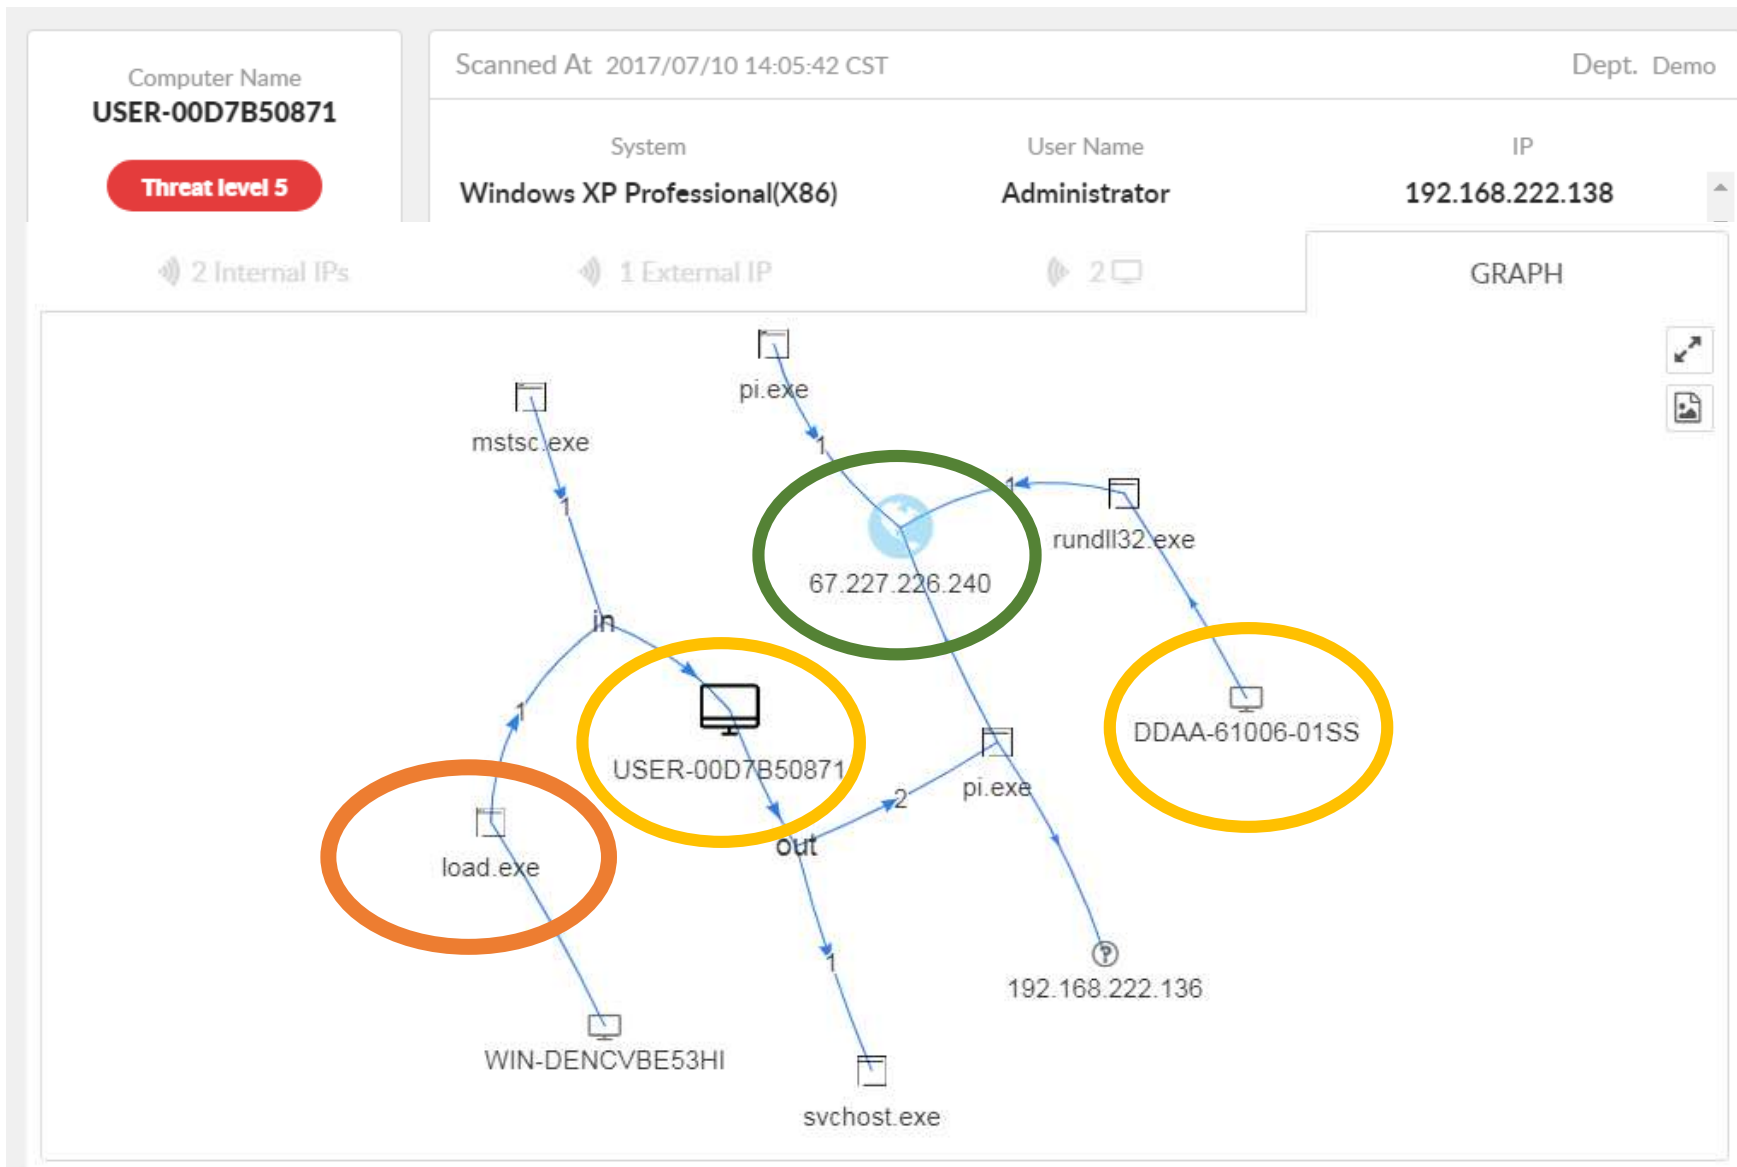 Computer Name
USER-00D7B50871
Threat level 5
Scanned At 2017/07/10 14:05:42 CST
Dept. Demo
System
User Name
IP
Windows XP Professional(X86)
Administrator
192.168.222.138
2 Internal IPs
1 External IP
2
GRAPH
pi.exe
mstsc.exe
1
1
1
rundll32.exe
67.227.226.240
in
1
DDAA-61006-01SS
USER-00D7B50871
pi.exe
2
out
load.exe
1
192.168.222.136
WIN-DENCVBE53HI
svchost.exe